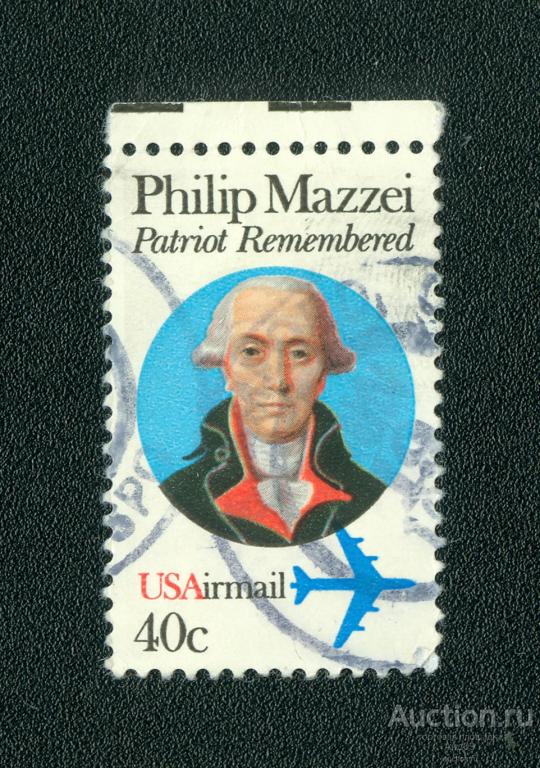 Philip Mazzei
Patriot Remembered
USAirmail
40c
Auction.ru